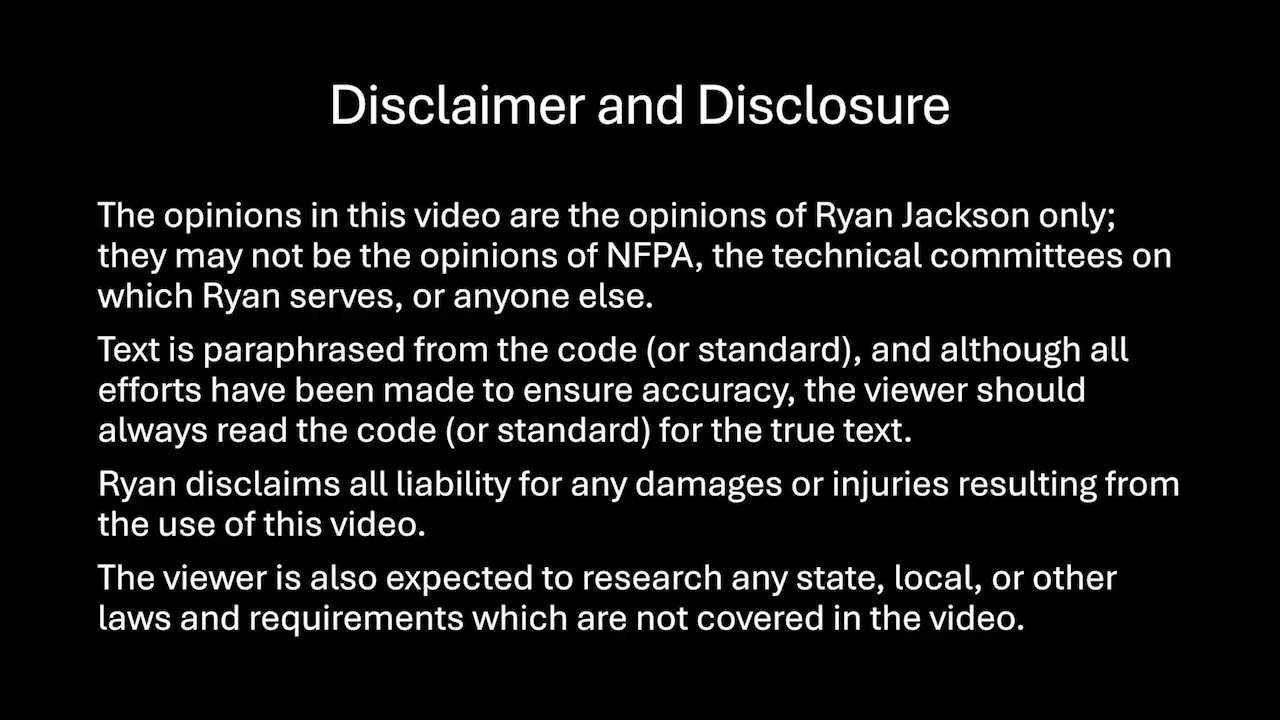 Disclaimer and Disclosure
The opinions in this video are the opinions of Ryan Jackson only;
they may not be the opinions of NFPA, the technical committees on
which Ryan serves, or anyone else.
Text is paraphrased from the code (or standard), and although all
efforts have been made to ensure accuracy, the viewer should
always read the code (or standard) for the true text.
Ryan disclaims all liability for any damages or injuries resulting from
the use of this video.
The viewer is also expected to research any state, local, or other
laws and requirements which are not covered in the video.